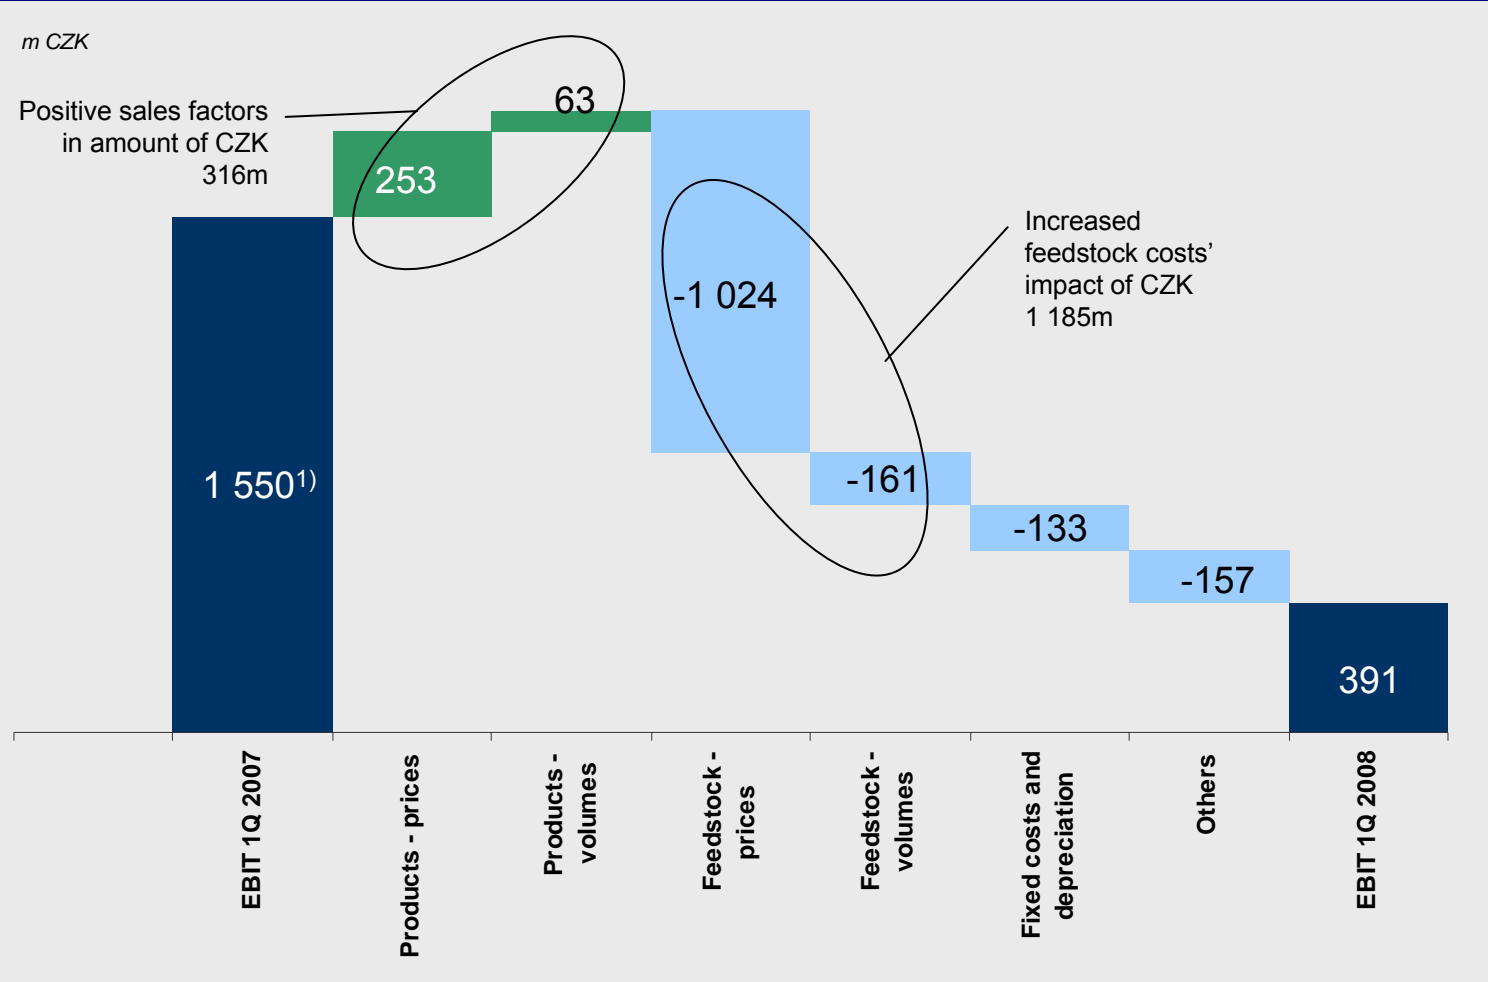 m CZK
Positive sales factors
in amount of CZK
316m
63
253
Increased
feedstock costs’
impact of CZK
1 185m
-1 024
1 550¹⁾
-161
-133
-157
391
EBIT 1Q 2007
Products - prices
Products -
volumes
Feedstock -
prices
Feedstock -
volumes
Fixed costs and
depreciation
Others
EBIT 1Q 2008